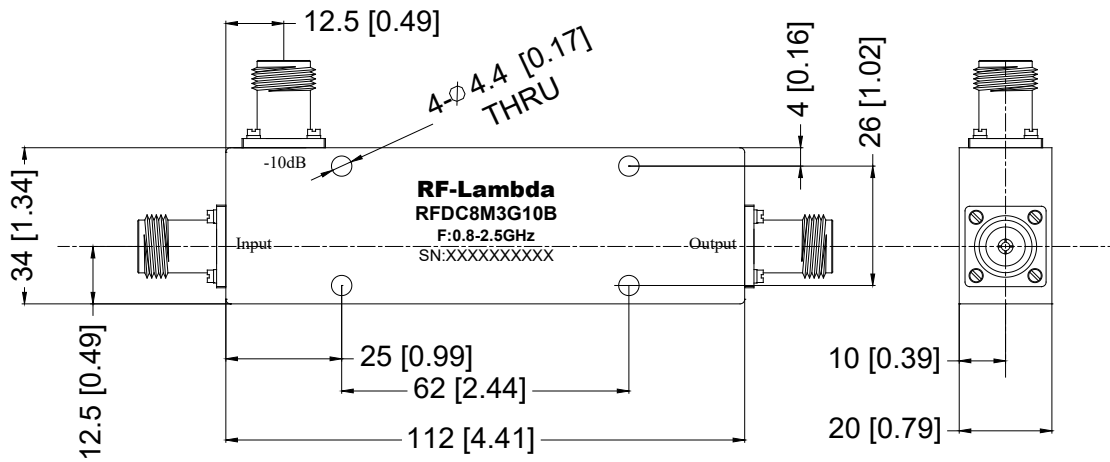 12.5 [0.49]
4-⌀ 4.4 [0.17]
THRU
4 [0.16]
26 [1.02]
34 [1.34]
12.5 [0.49]
-10dB
RF-Lambda
RFDC8M3G10B
F:0.8-2.5GHz
SN:XXXXXXXXXX
Input
Output
25 [0.99]
62 [2.44]
112 [4.41]
10 [0.39]
20 [0.79]